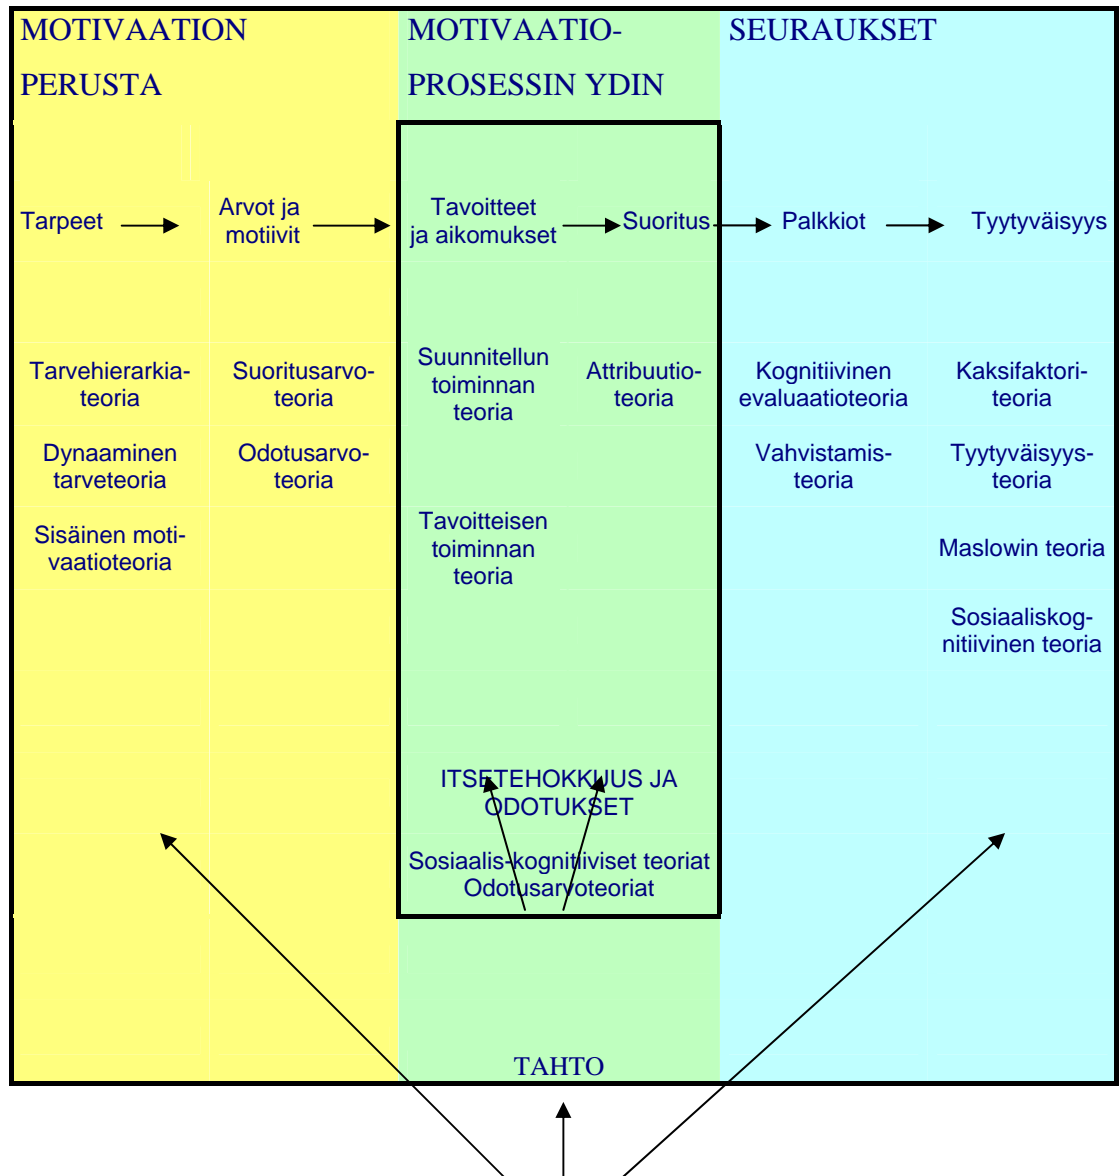 MOTIVAATION
PERUSTA
MOTIVAATIO-
PROSESSIN YDIN
SEURAUKSET
Tarpeet
Arvot ja
motiivit
Tavoitteet
ja aikomukset
Suoritus
Palkkiot
Tyytyväisyys
Tarvehierarkia-
teoria
Suoritusarvo-
teoria
Suunnitellun
toiminnan
teoria
Attribuutio-
teoria
Kognitiivinen
evaluaatioteoria
Kaksifaktori-
teoria
Dynaaminen
tarveteoria
Odotusarvo-
teoria
Vahvistamis-
teoria
Tyytyväisyys-
teoria
Sisäinen moti-
vaatioteoria
Tavoitteisen
toiminnan
teoria
Maslowin teoria
Sosiaaliskog-
nitiivinen teoria
ITSETEHOKKUUS JA
ODOTUKSET
Sosiaalis-kognitiiviset teoriat
Odotusarvoteoriat
TAHTO